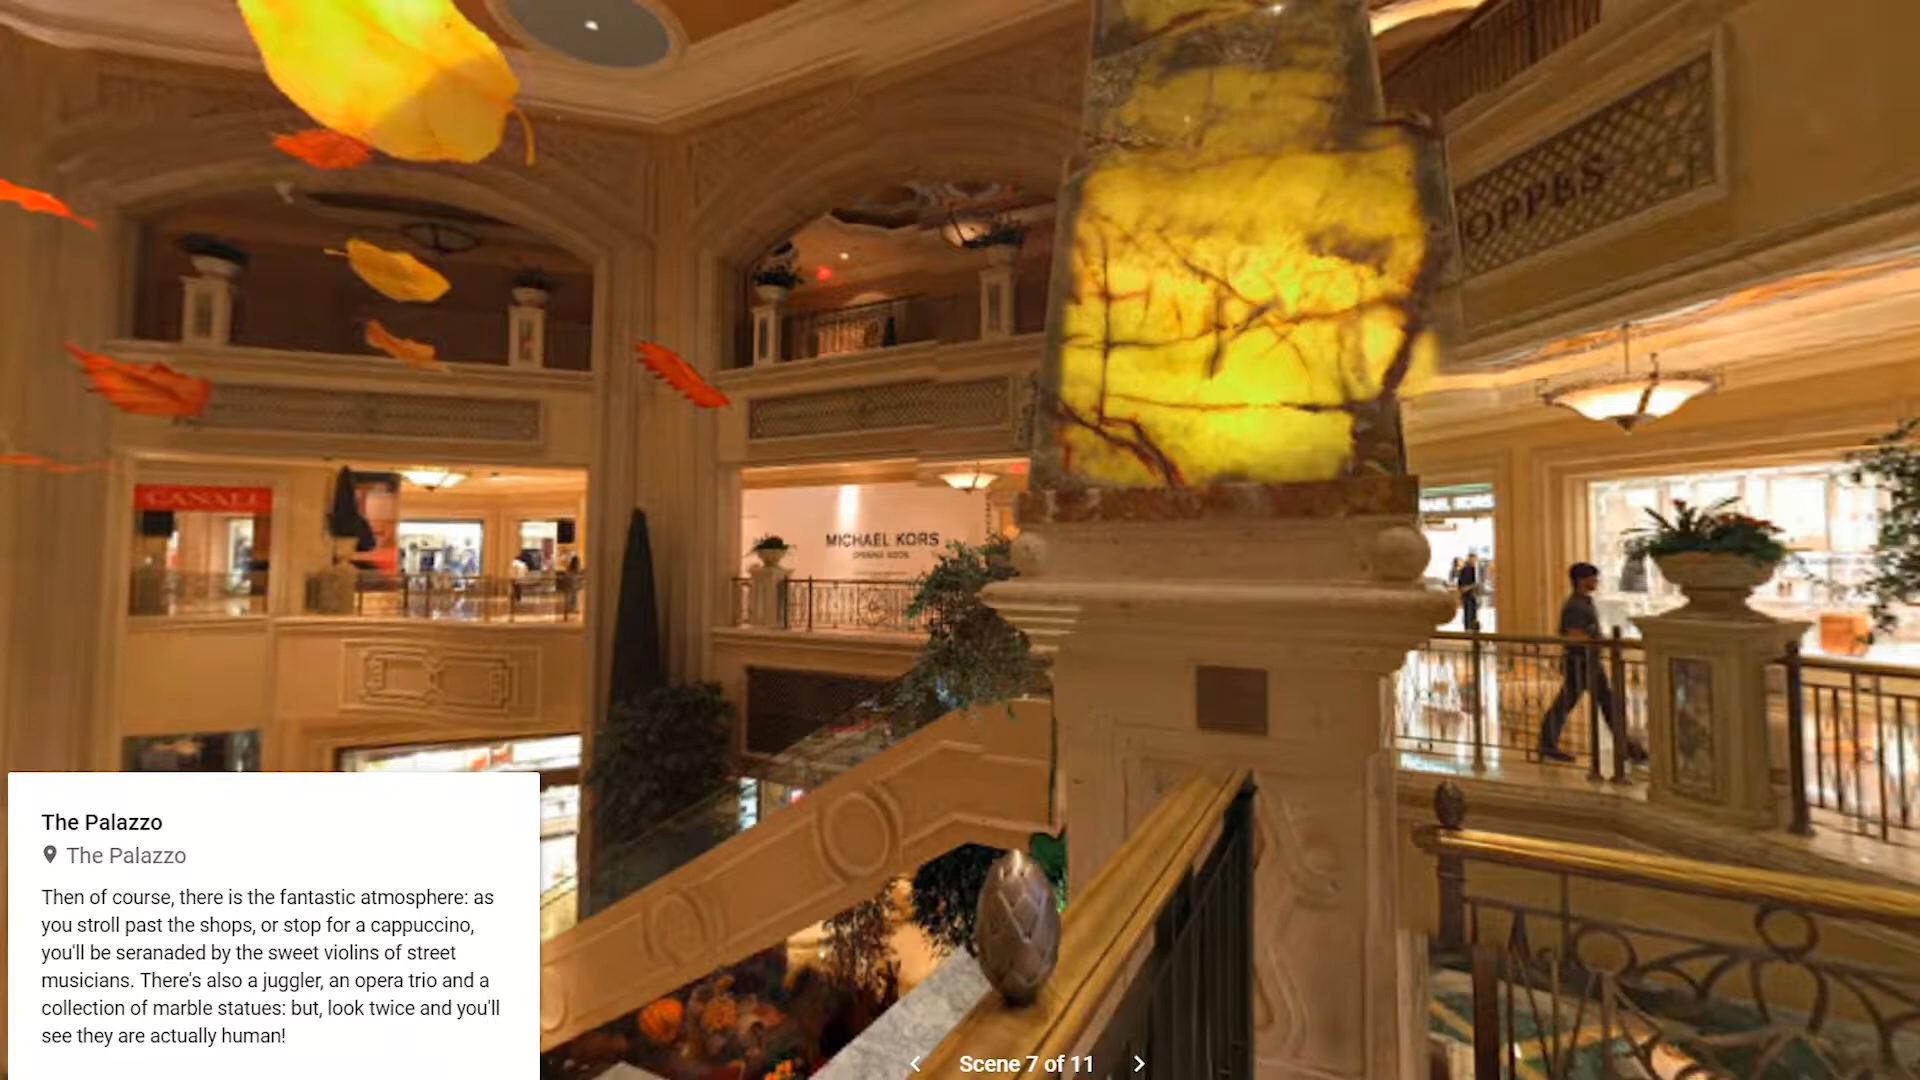 OPPES
CANALI
MICHAEL KORS
OPENING SOON
The Palazzo
The Palazzo
Then of course, there is the fantastic atmosphere: as
you stroll past the shops, or stop for a cappuccino,
you'll be seranaded by the sweet violins of street
musicians. There's also a juggler, an opera trio and a
collection of marble statues: but, look twice and you'll
see they are actually human!
Scene 7 of 11